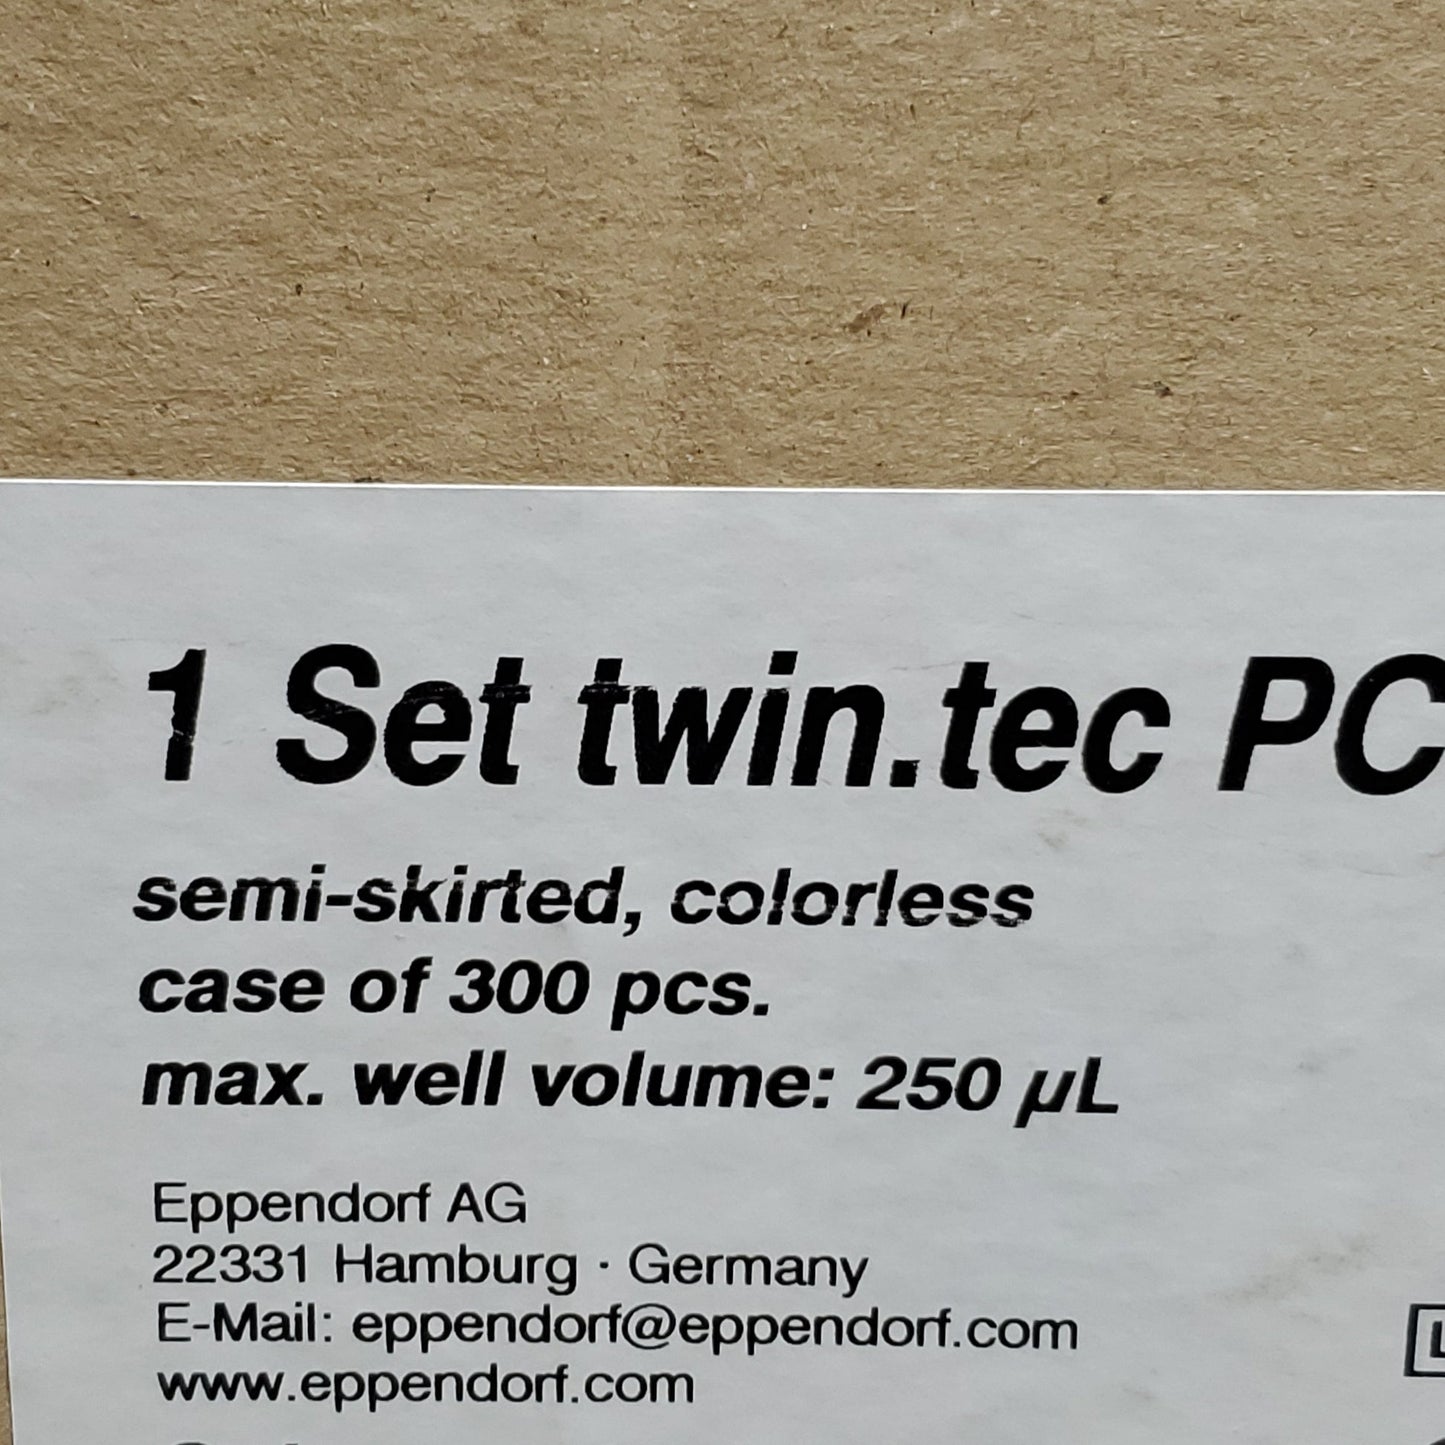 1 Set twin.tec PC
semi-skirted, colorless
case of 300 pcs.
max. well volume: 250 µL
Eppendorf AG
22331 Hamburg · Germany
E-Mail: eppendorf@eppendorf.com
www.eppendorf.com